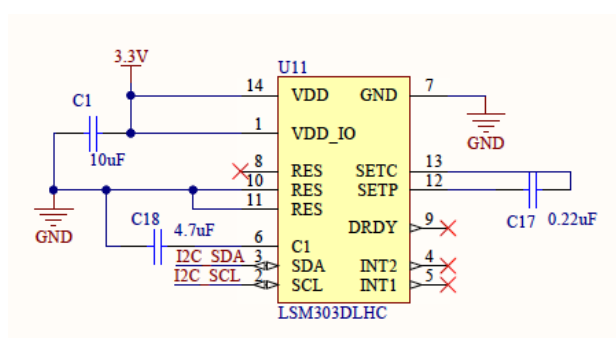 3.3V
U11
C1
14
VDD
GND
7
1
VDD_IO
GND
10uF
8
RES
SETC
13
10
RES
SETP
12
11
RES
C17
0.22uF
GND
C18
4.7uF
DRDY
9
6
C1
I2C_SDA
3
SDA
INT2
4
I2C_SCL
2
SCL
INT1
5
LSM303DLHC